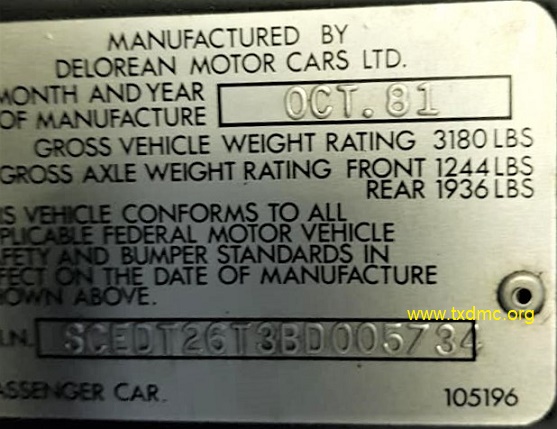 MANUFACTURED BY
DELOREAN MOTOR CARS LTD.
MONTH AND YEAR
OF MANUFACTURE
OCT. 81
GROSS VEHICLE WEIGHT RATING 3180 LBS
GROSS AXLE WEIGHT RATING FRONT 1244 LBS
REAR 1936 LBS
IS VEHICLE CONFORMS TO ALL
PLICABLE FEDERAL MOTOR VEHICLE
FETY AND BUMPER STANDARDS IN
FECT ON THE DATE OF MANUFACTURE
OWN ABOVE.
www.txdmc.org
I.N. SCEDT26T3BD005734
ASSENGER CAR.
105196